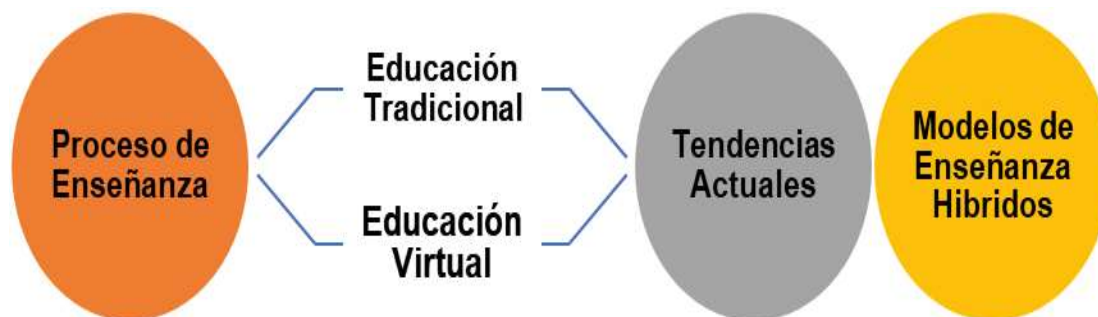 Proceso de
Enseñanza
Educación
Tradicional
Educación
Virtual
Tendencias
Actuales
Modelos de
Enseñanza
Hibridos